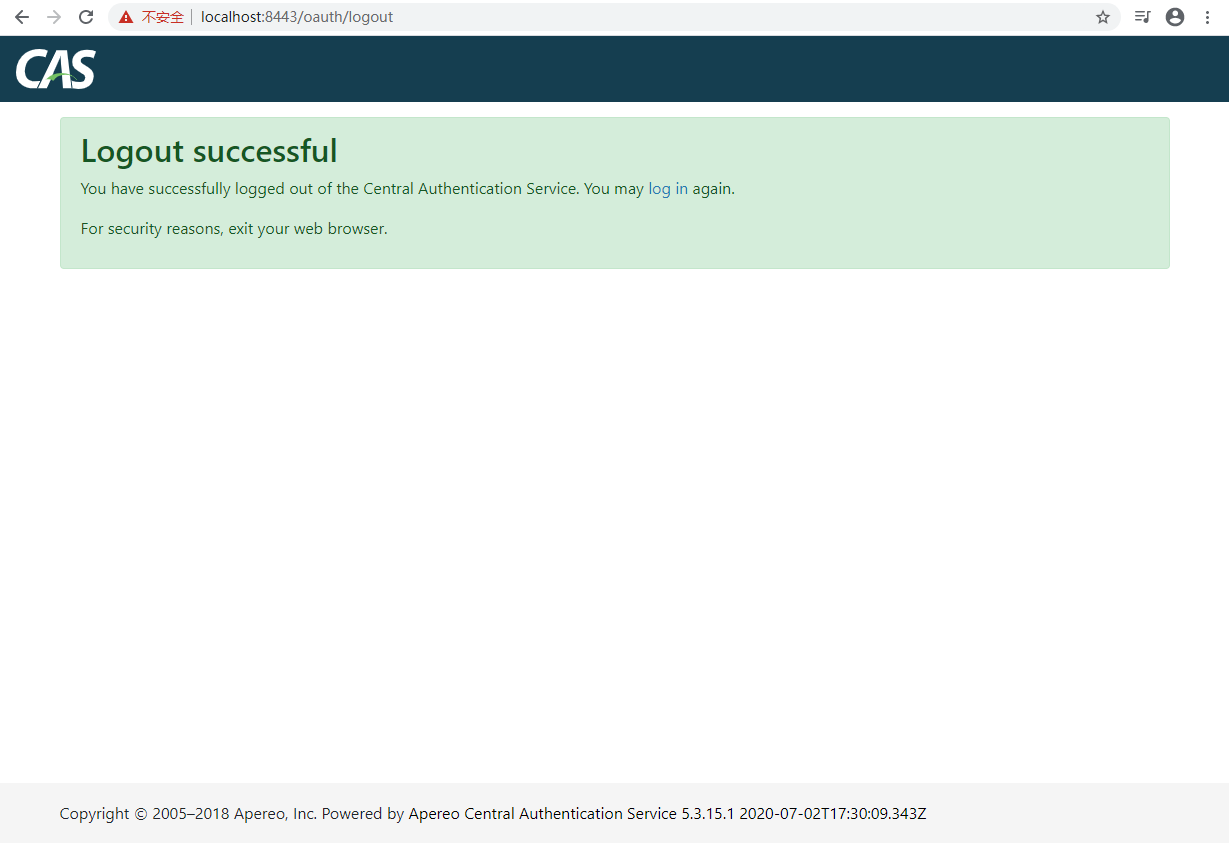 不安全 localhost:8443/oauth/logout
CAS
Logout successful
You have successfully logged out of the Central Authentication Service. You may log in again.
For security reasons, exit your web browser.
Copyright © 2005–2018 Apereo, Inc. Powered by Apereo Central Authentication Service 5.3.15.1 2020-07-02T17:30:09.343Z